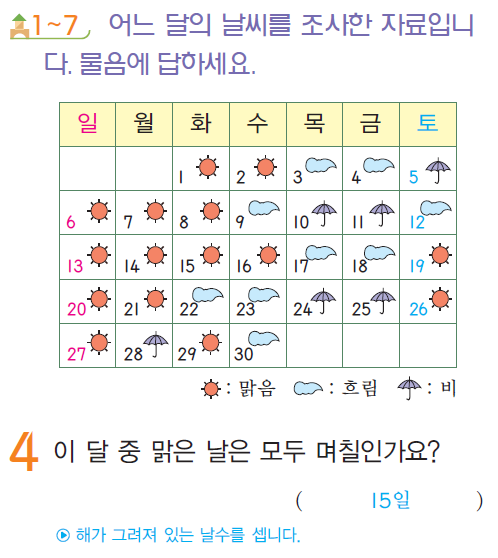 1~7 어느 달의 날씨를 조사한 자료입니
다. 물음에 답하세요.
일 월 화 수 목 금 토
1 2 3 4 5
6 7 8 9 10 11 12
13 14 15 16 17 18 19
20 21 22 23 24 25 26
27 28 29 30
: 맑음 : 흐림 : 비
4 이 달 중 맑은 날은 모두 며칠인가요?
( 15일 )
해가 그려져 있는 날수를 셉니다.